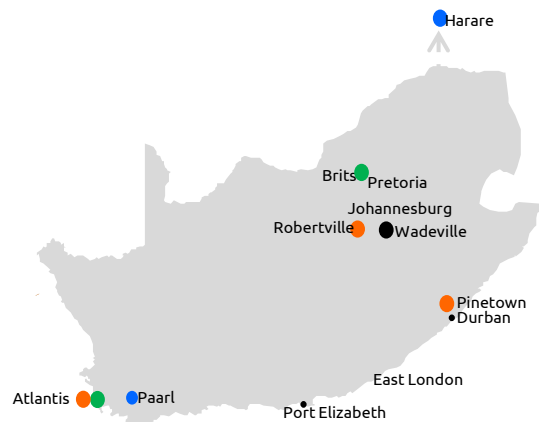 Harare
Brits
Pretoria
Johannesburg
Robertville
Wadeville
Pinetown
Durban
East London
Atlantis
Paarl
Port Elizabeth